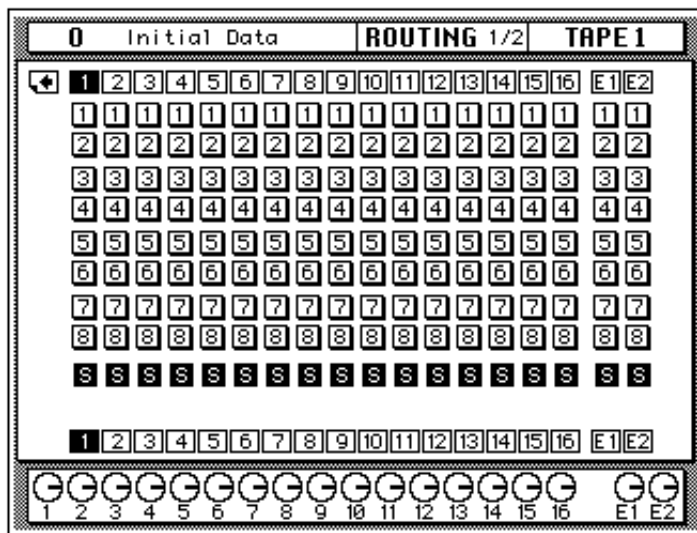 0 Initial Data ROUTING 1/2 TAPE 1
1 2 3 4 5 6 7 8 9 10 11 12 13 14 15 16 E1 E2
1 1 1 1 1 1 1 1 1 1 1 1 1 1 1 1 1 1
2 2 2 2 2 2 2 2 2 2 2 2 2 2 2 2 2 2
3 3 3 3 3 3 3 3 3 3 3 3 3 3 3 3 3 3
4 4 4 4 4 4 4 4 4 4 4 4 4 4 4 4 4 4
5 5 5 5 5 5 5 5 5 5 5 5 5 5 5 5 5 5
6 6 6 6 6 6 6 6 6 6 6 6 6 6 6 6 6 6
7 7 7 7 7 7 7 7 7 7 7 7 7 7 7 7 7 7
8 8 8 8 8 8 8 8 8 8 8 8 8 8 8 8 8 8
S S S S S S S S S S S S S S S S S S
1 2 3 4 5 6 7 8 9 10 11 12 13 14 15 16 E1 E2
1 2 3 4 5 6 7 8 9 10 11 12 13 14 15 16 E1 E2